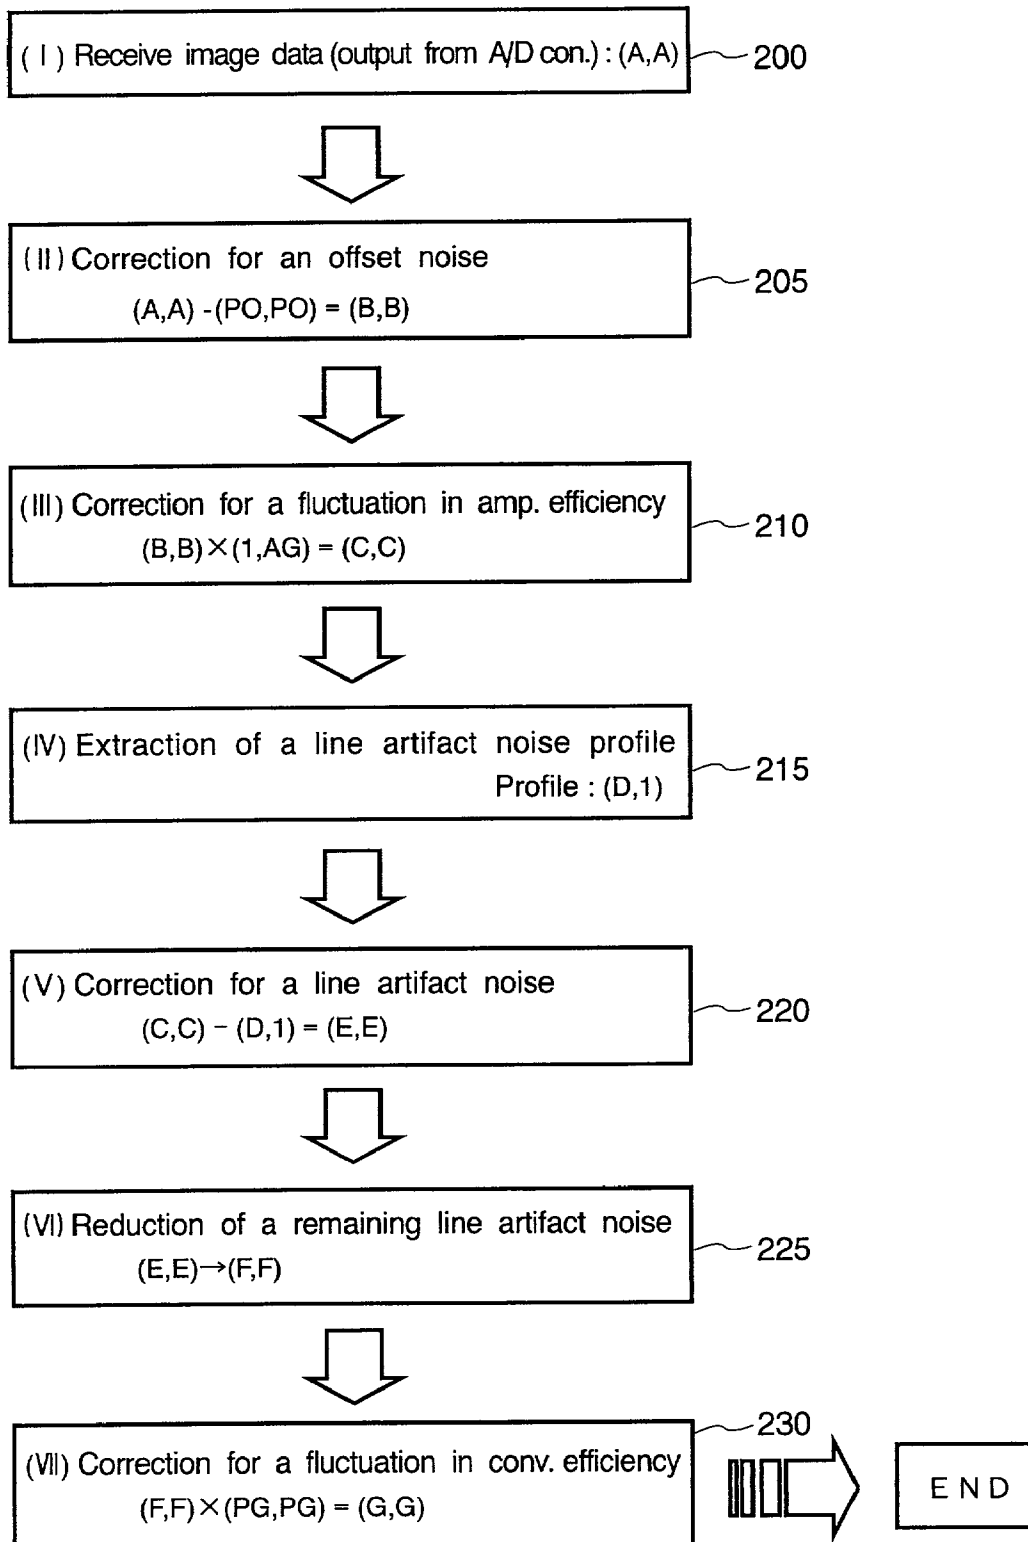 (I) Receive image data (output from A/D con.) : (A,A)
200
(II) Correction for an offset noise
(A,A) - (PO,PO) = (B,B)
205
(III) Correction for a fluctuation in amp. efficiency
(B,B)×(1,AG) = (C,C)
210
(IV) Extraction of a line artifact noise profile
Profile : (D,1)
215
(V) Correction for a line artifact noise
(C,C) - (D,1) = (E,E)
220
(VI) Reduction of a remaining line artifact noise
(E,E)→(F,F)
225
230
(VII) Correction for a fluctuation in conv. efficiency
(F,F)×(PG,PG) = (G,G)
END